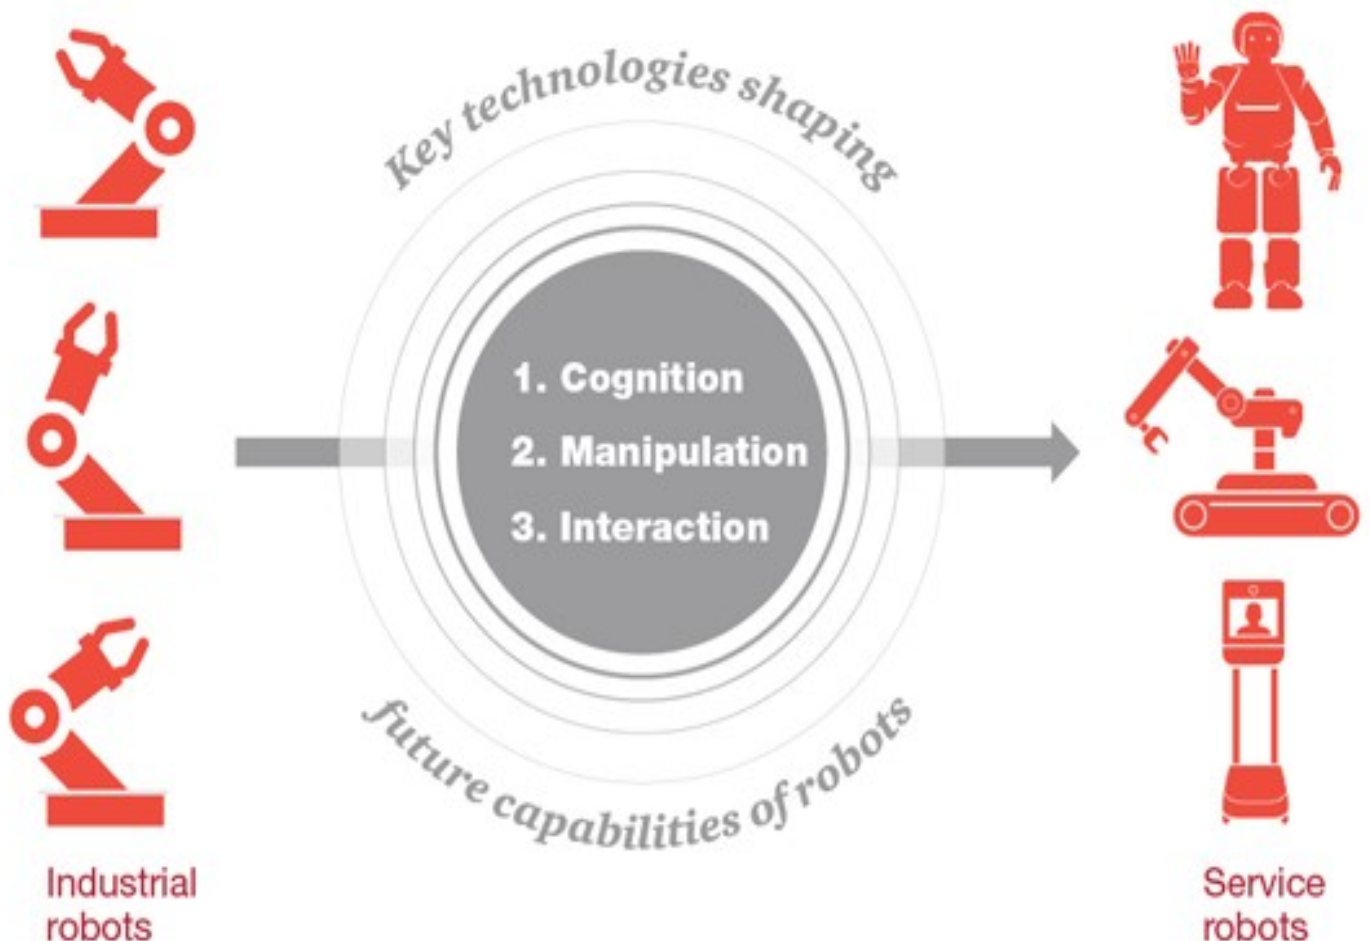 Key technologies shaping
1. Cognition
2. Manipulation
3. Interaction
future capabilities of robots
Industrial
robots
Service
robots